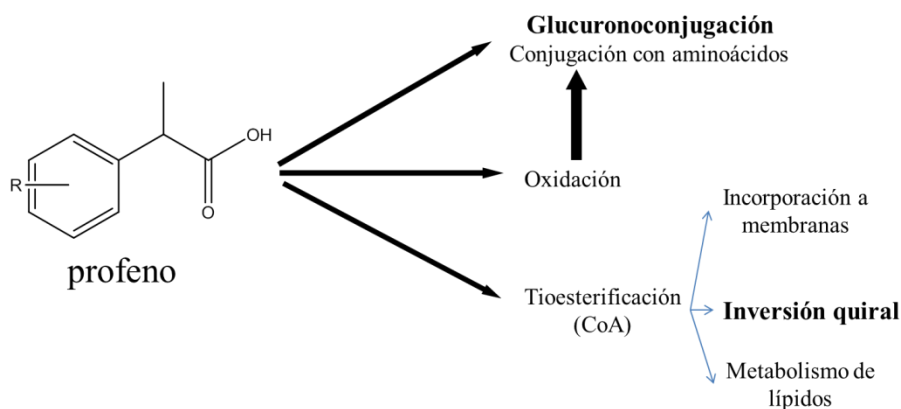 Glucuronoconjugación
Conjugación con aminoácidos
OH
R
O
profeno
Oxidación
Tioesterificación
(CoA)
Incorporación a
membranas
Inversión quiral
Metabolismo de
lípidos